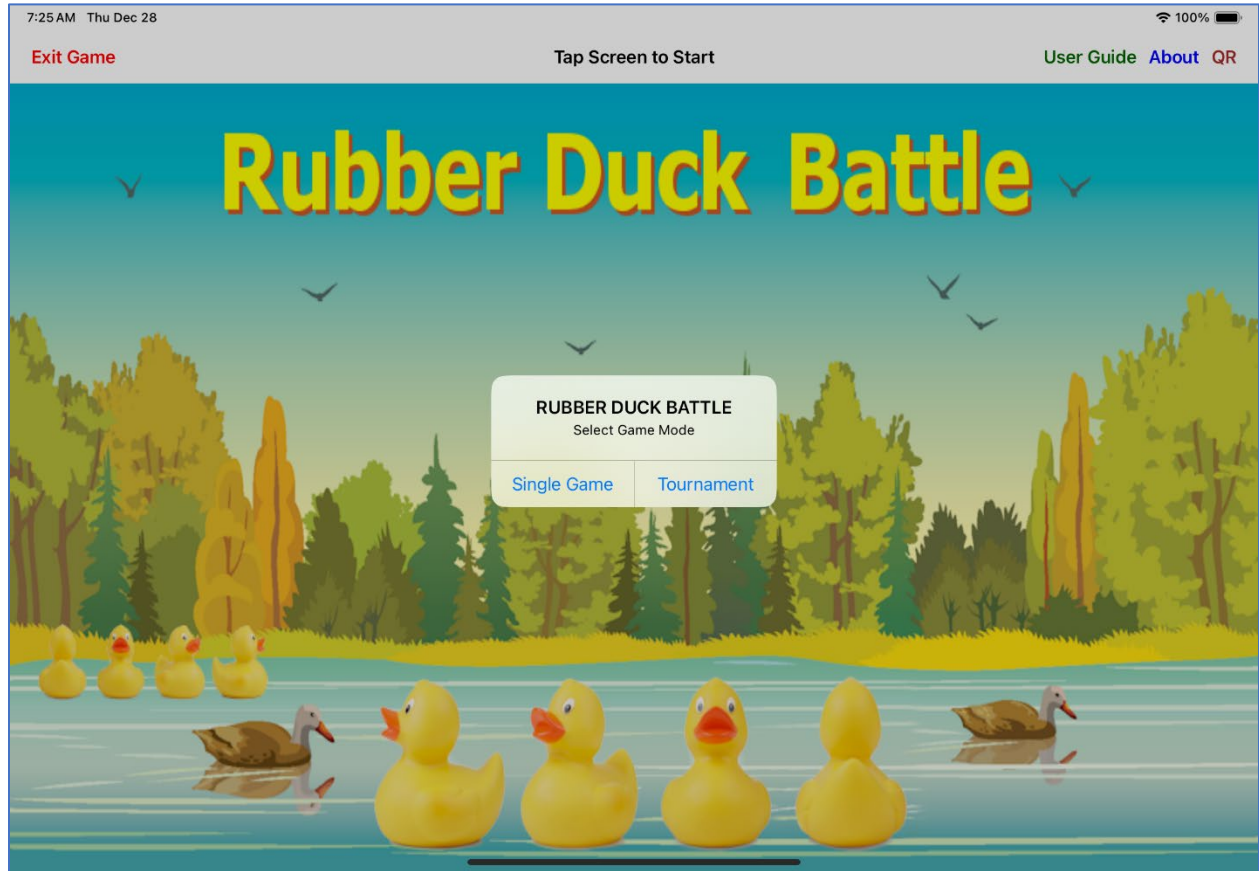 7:25 AM Thu Dec 28
100%
Exit Game
Tap Screen to Start
User Guide About QR
Rubber Duck Battle
RUBBER DUCK BATTLE
Select Game Mode
Single Game
Tournament